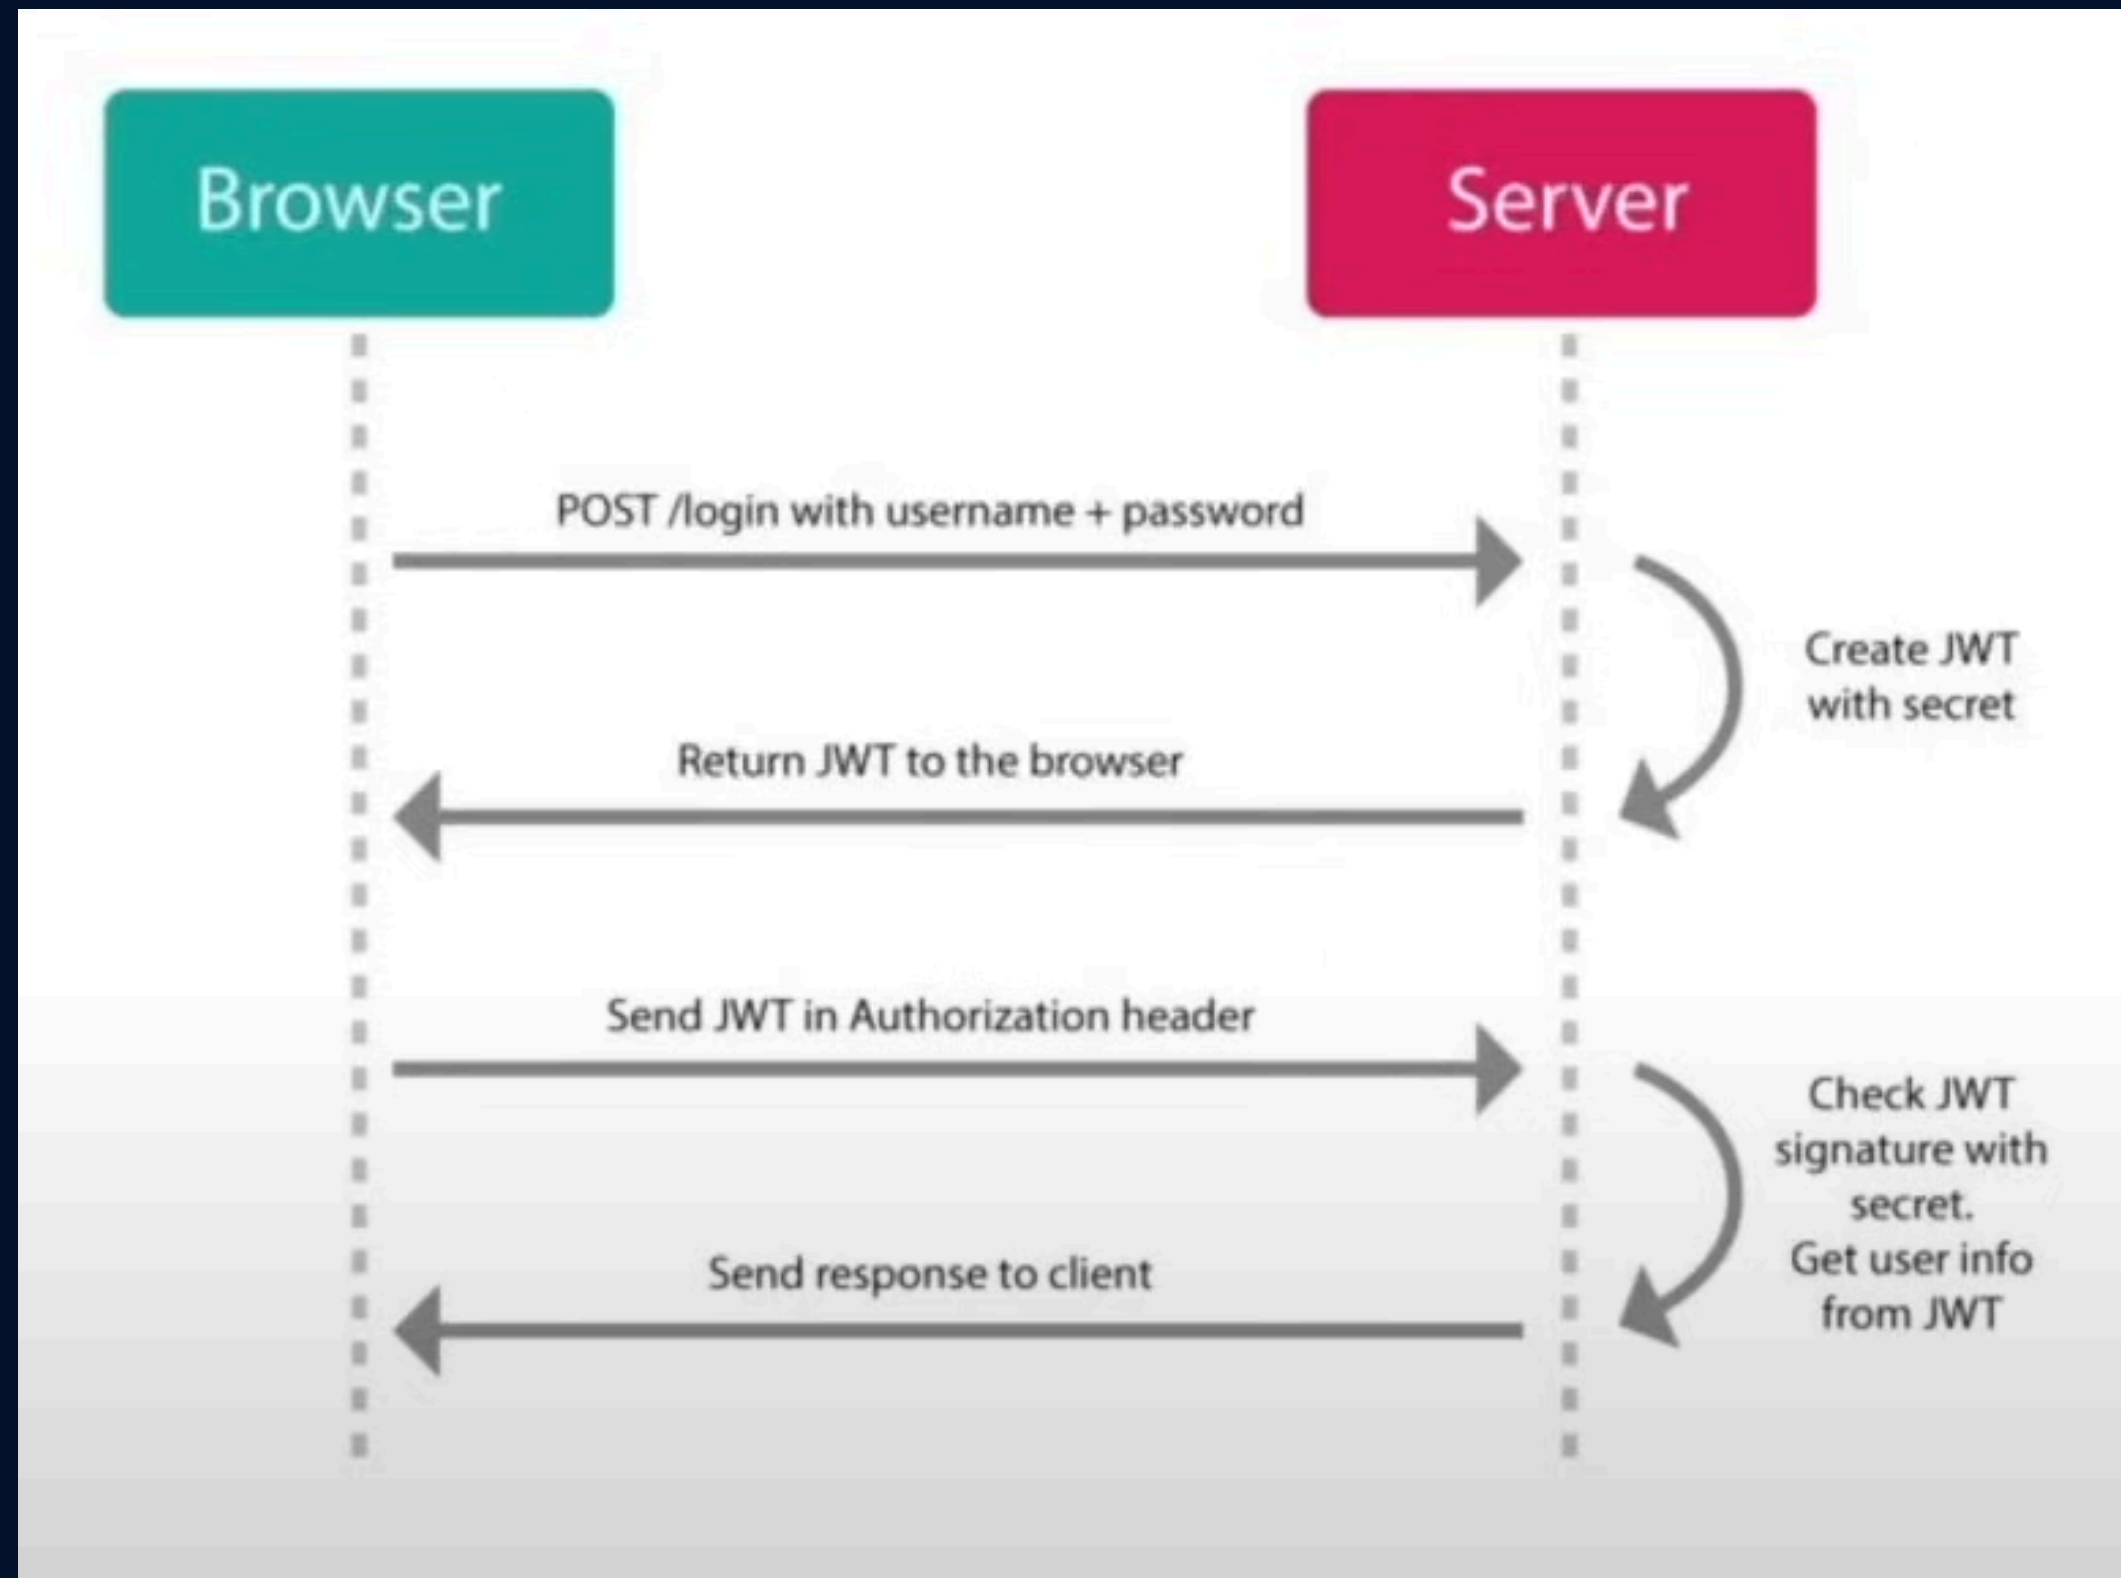 Browser
Server
POST /login with username + password
Create JWT
with secret
Return JWT to the browser
Send JWT in Authorization header
Check JWT
signature with
secret.
Get user info
from JWT
Send response to client